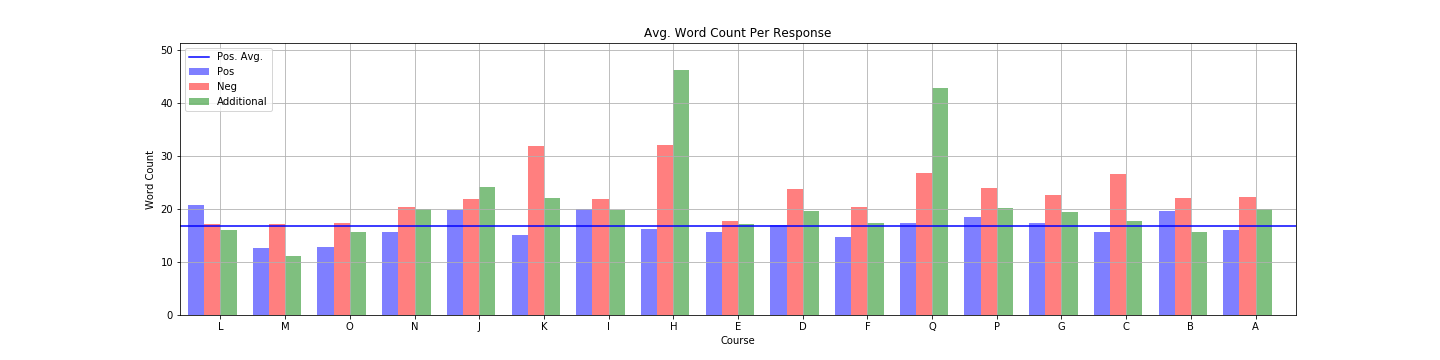 Avg. Word Count Per Response
Pos. Avg.
Pos
Neg
Additional
50
40
30
20
10
0
Word Count
L M O N J K I H E D F Q P G C B A
Course